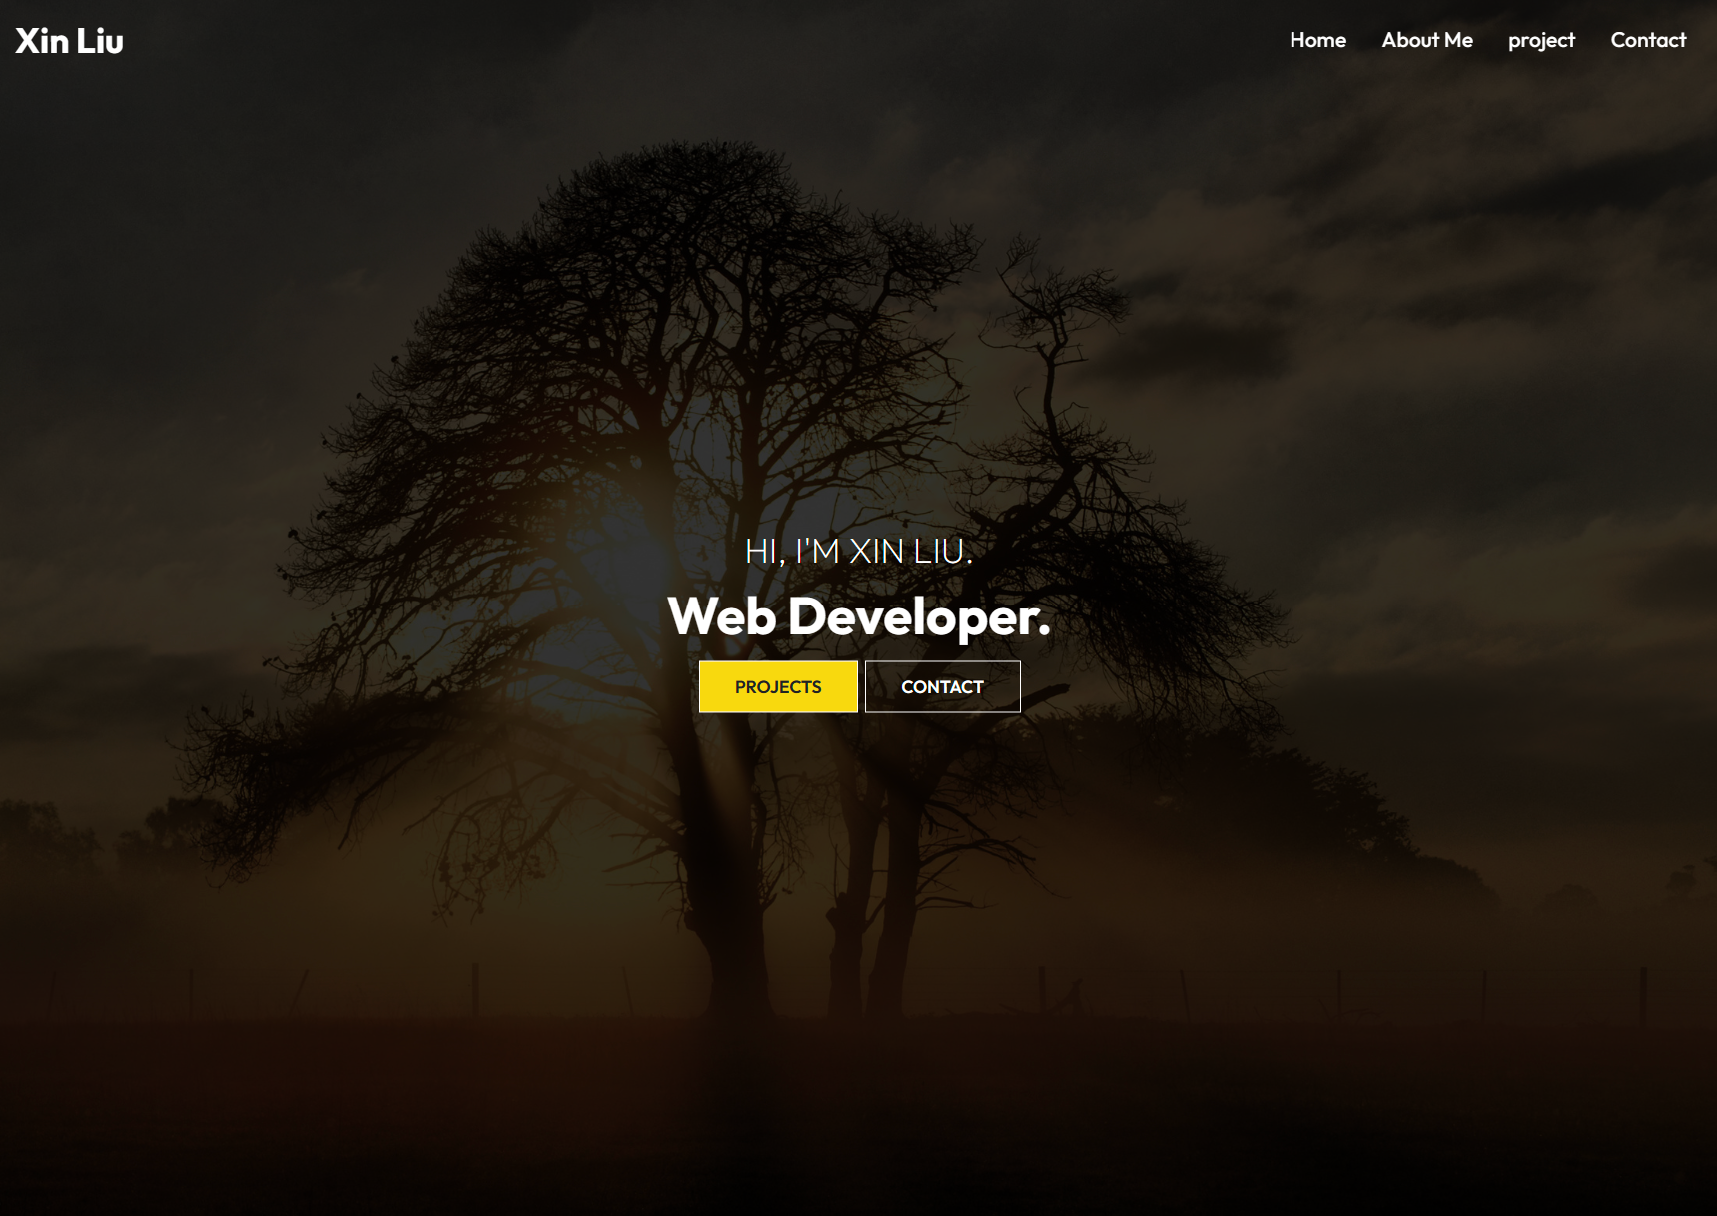 Xin Liu
Home About Me project Contact
HI, I'M XIN LIU.
Web Developer.
PROJECTS CONTACT